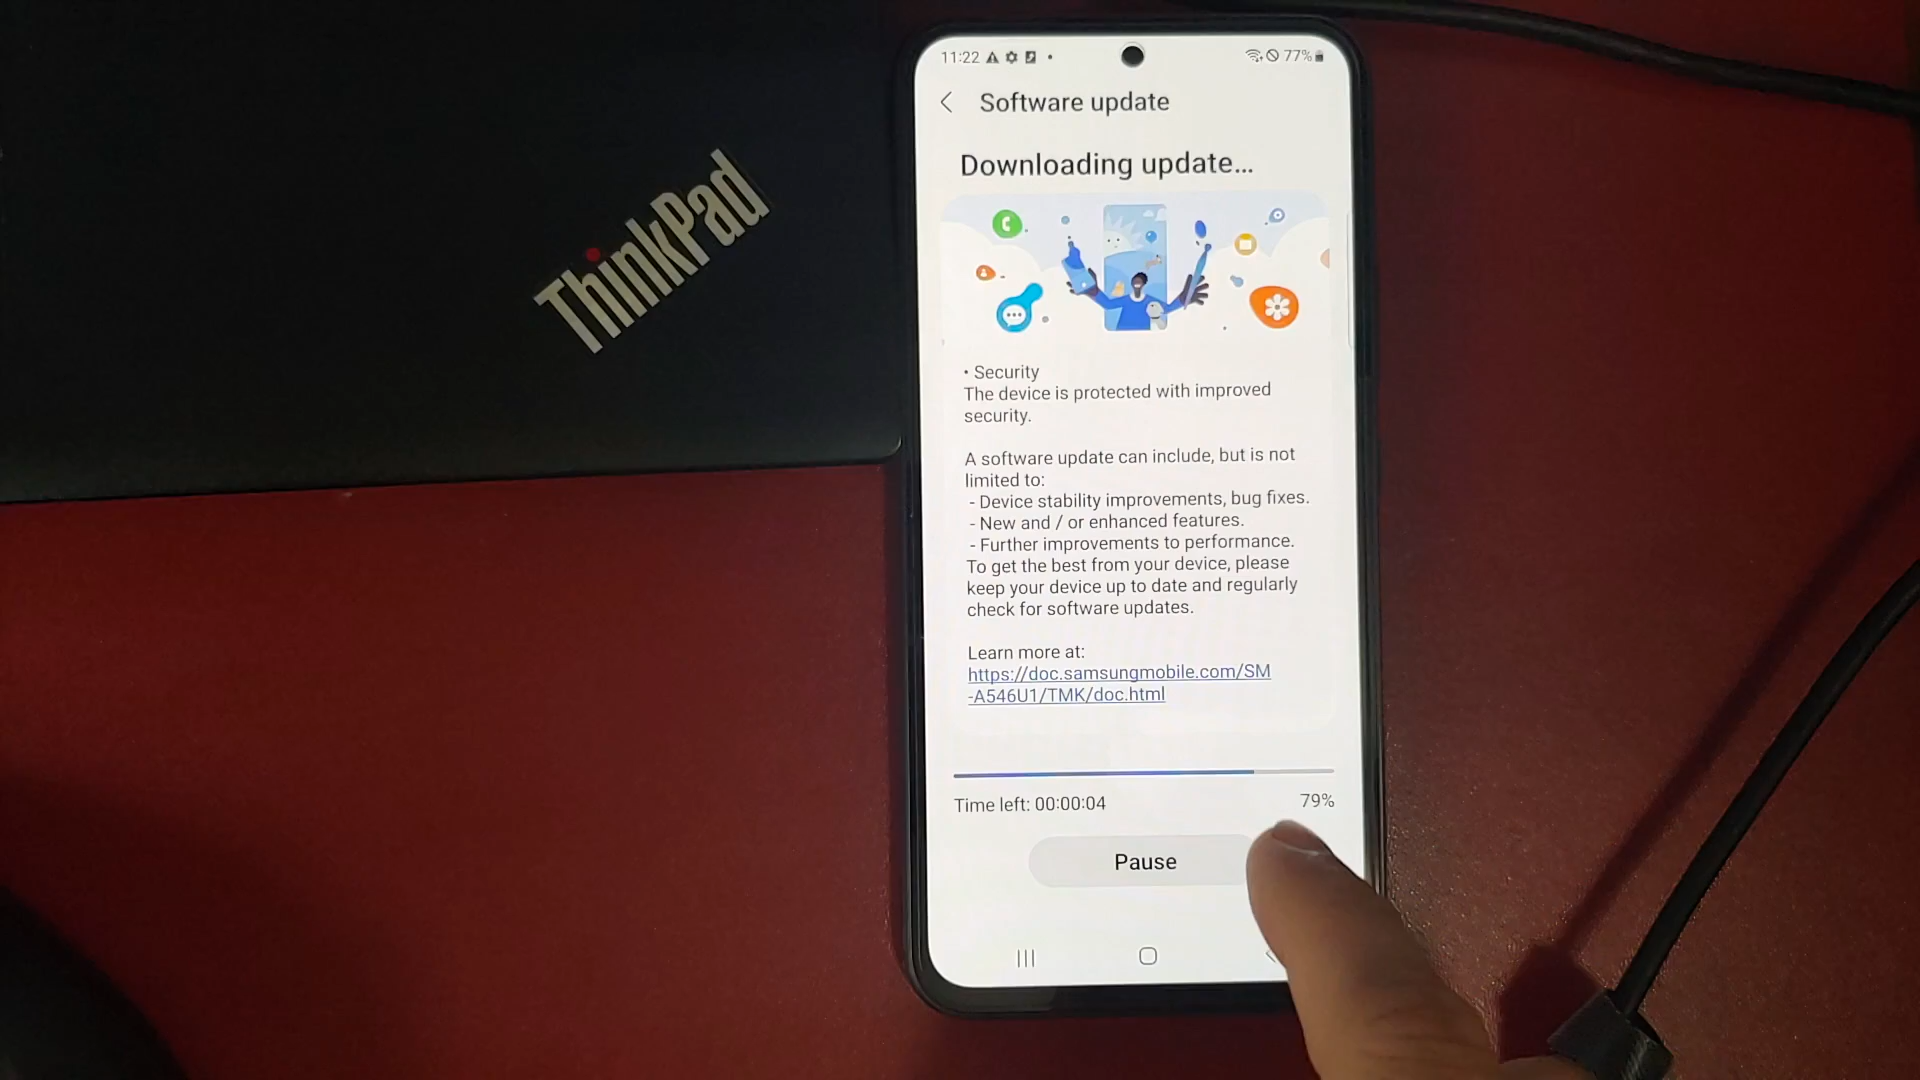 ThinkPad
11:22 77%
Software update
Downloading update...
• Security
The device is protected with improved
security.
A software update can include, but is not
limited to:
- Device stability improvements, bug fixes.
- New and / or enhanced features.
- Further improvements to performance.
To get the best from your device, please
keep your device up to date and regularly
check for software updates.
Learn more at:
https://doc.samsungmobile.com/SM
-A546U1/TMK/doc.html
Time left: 00:00:04 79%
Pause